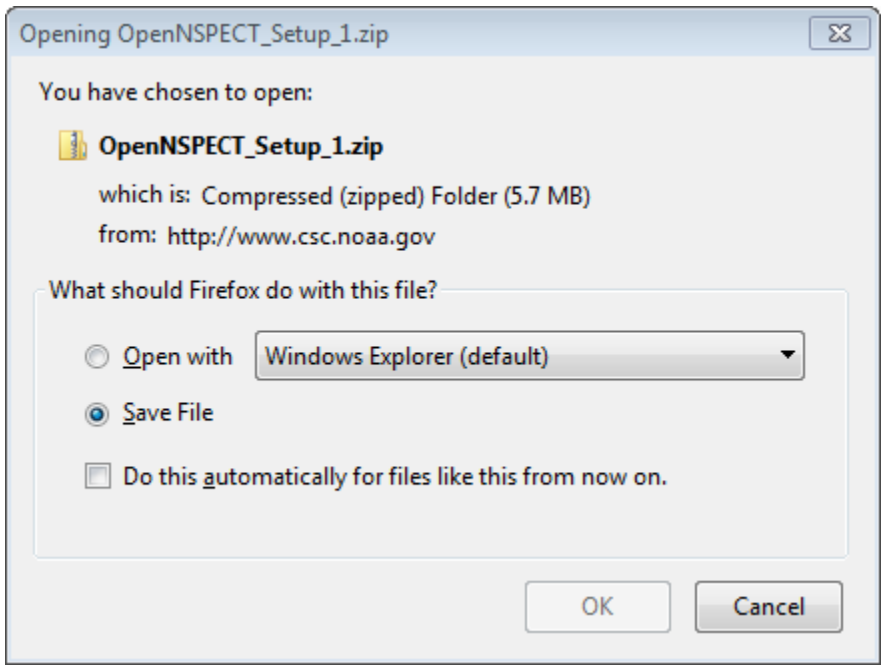 Opening OpenNSPECT_Setup_1.zip
You have chosen to open:
OpenNSPECT_Setup_1.zip
which is: Compressed (zipped) Folder (5.7 MB)
from: http://www.csc.noaa.gov
What should Firefox do with this file?
Open with Windows Explorer (default)
Save File
Do this automatically for files like this from now on.
OK Cancel